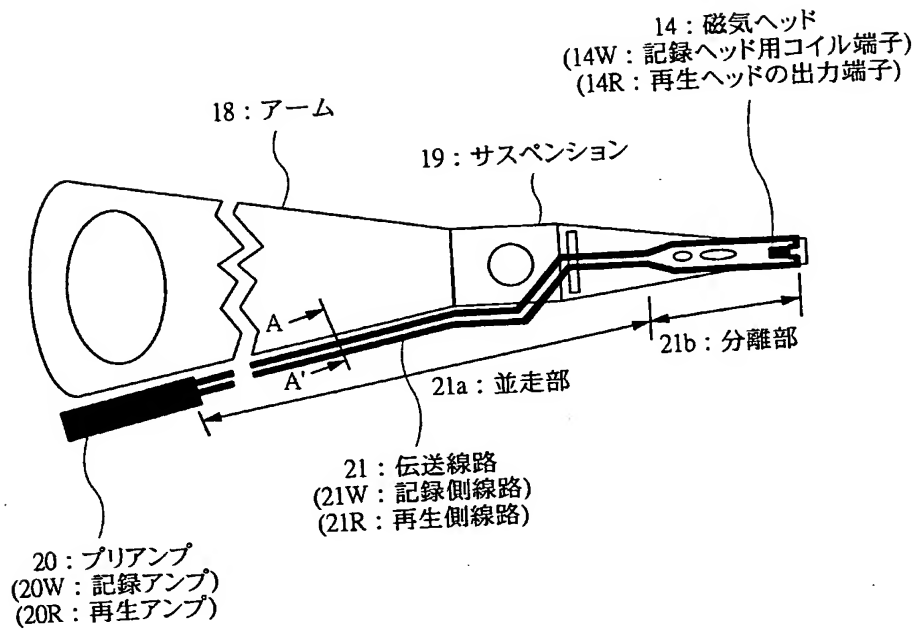 14：磁気ヘッド
(14W：記録ヘッド用コイル端子)
(14R：再生ヘッドの出力端子)
18：アーム
19：サスペンション
A
A'
21b：分離部
21a：並走部
21：伝送線路
(21W：記録側線路)
(21R：再生側線路)
20：プリアンプ
(20W：記録アンプ)
(20R：再生アンプ)